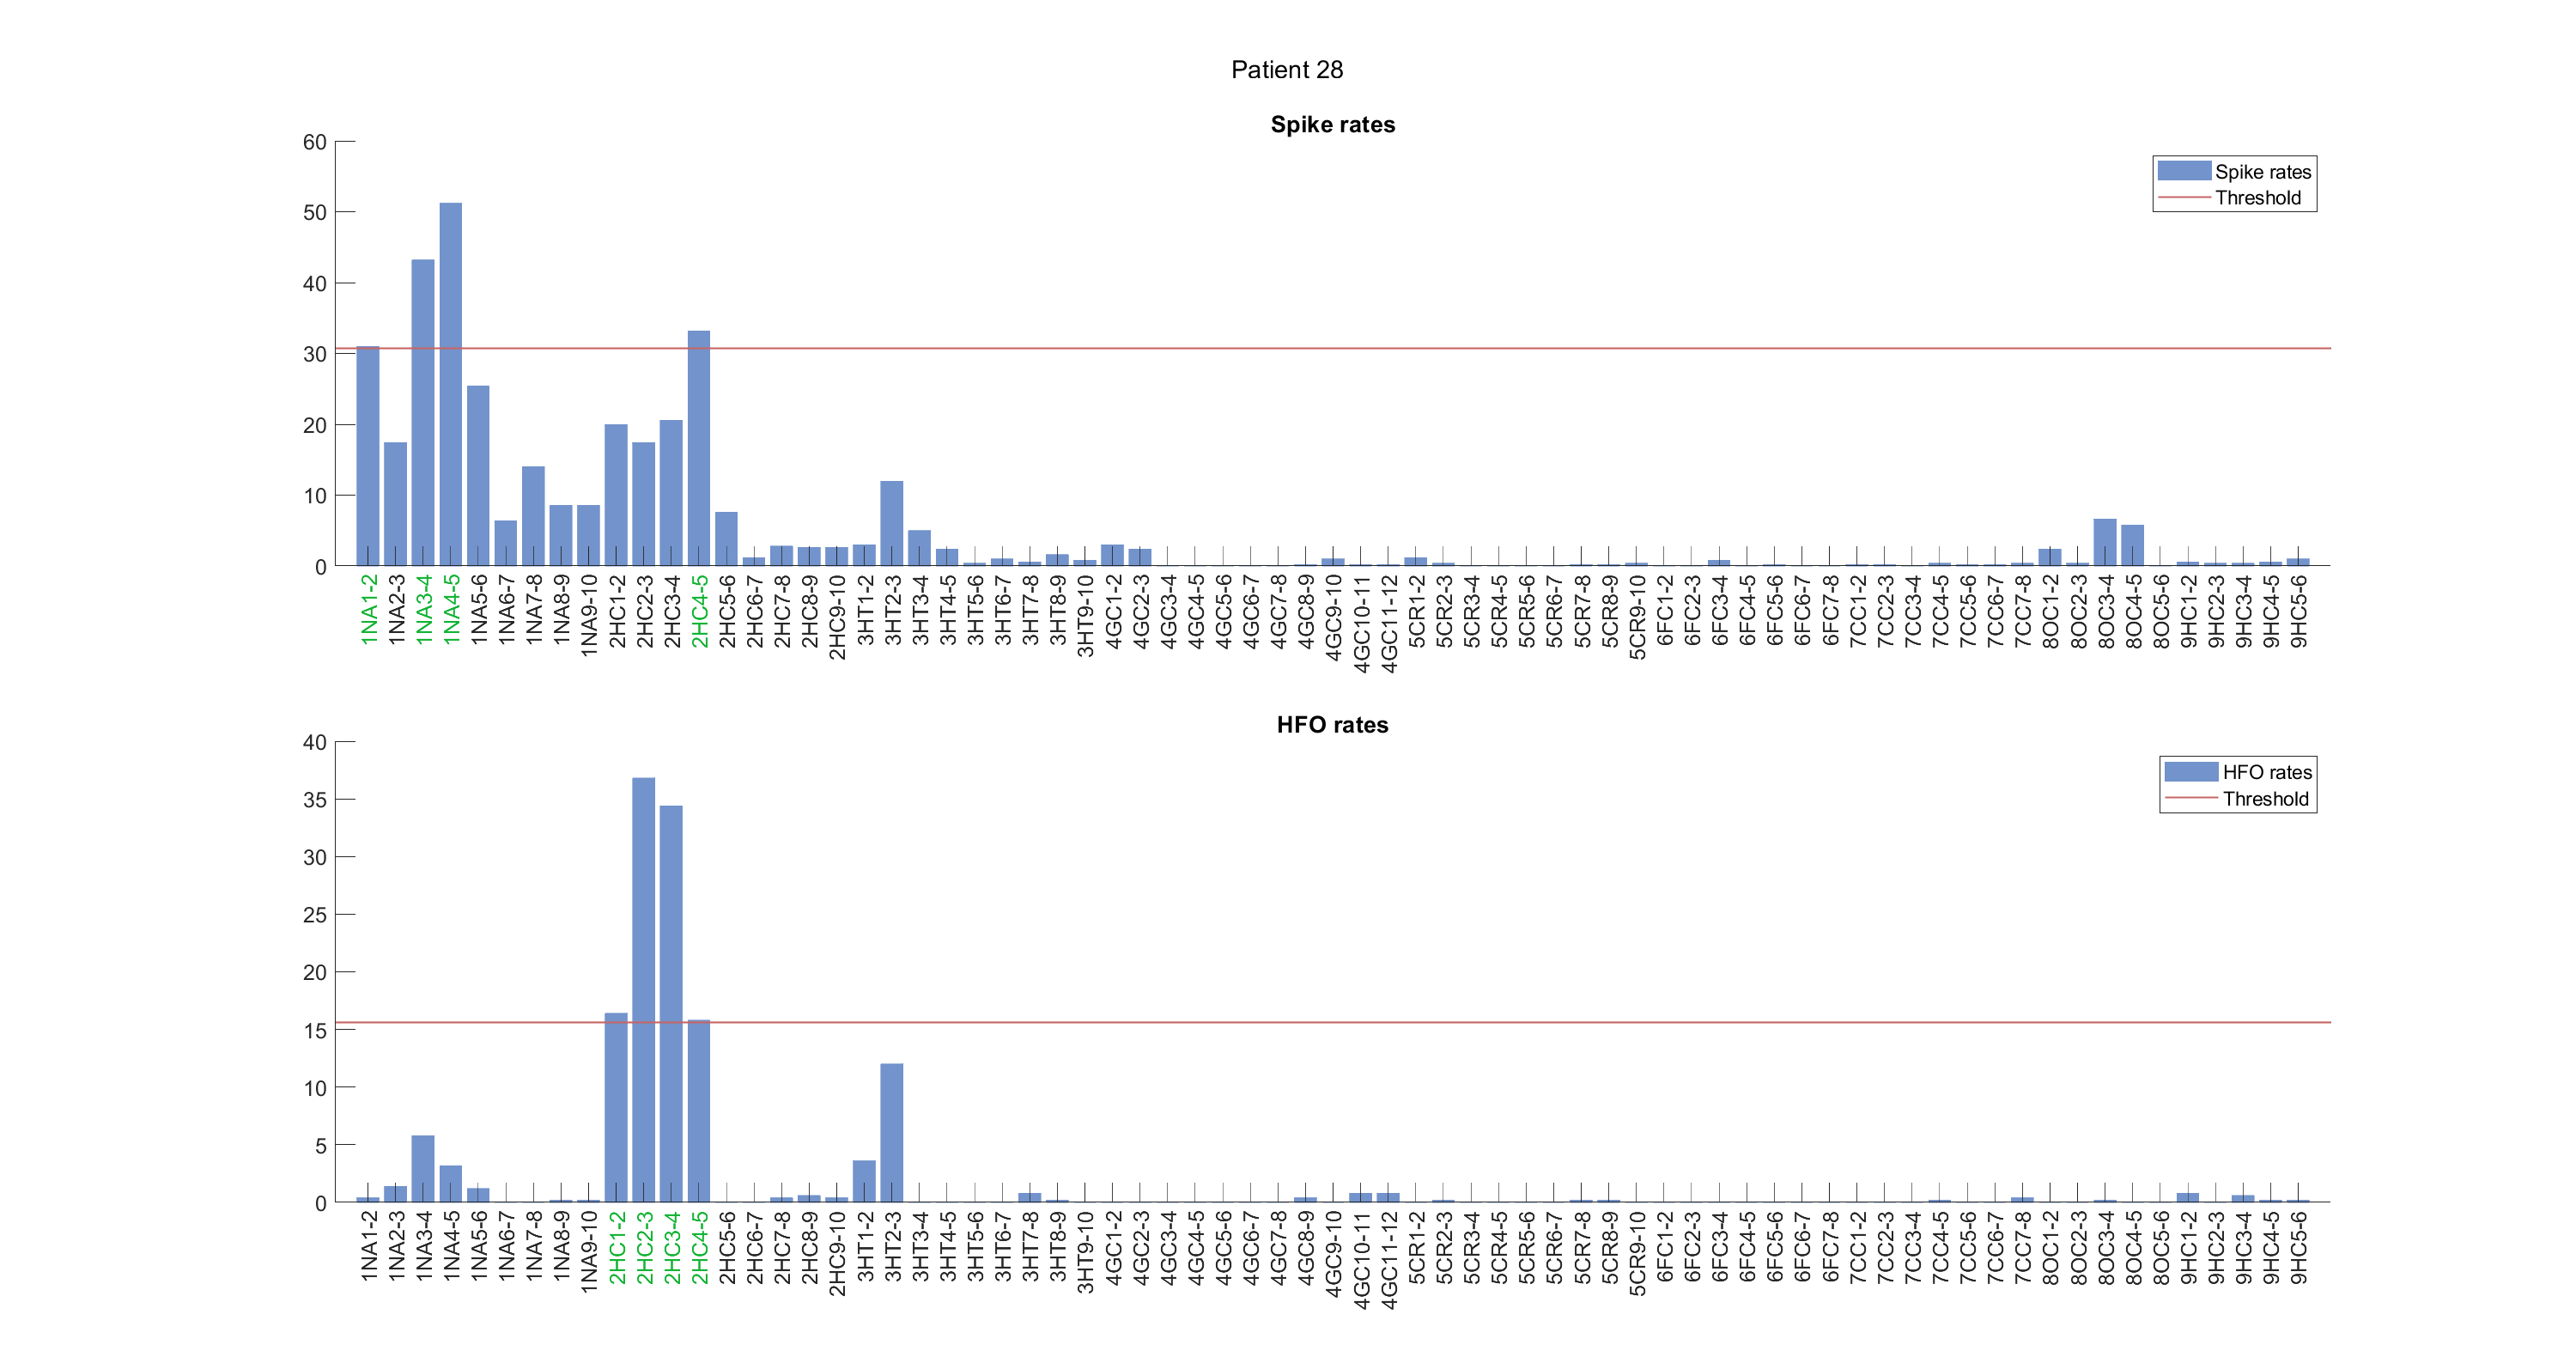 Patient 28
Spike rates
60
50
40
30
20
10
0
Spike rates
Threshold
1NA1-2
1NA2-3
1NA3-4
1NA4-5
1NA5-6
1NA6-7
1NA7-8
1NA8-9
1NA9-10
2HC1-2
2HC2-3
2HC3-4
2HC4-5
2HC5-6
2HC6-7
2HC7-8
2HC8-9
2HC9-10
3HT1-2
3HT2-3
3HT3-4
3HT4-5
3HT5-6
3HT6-7
3HT7-8
3HT8-9
3HT9-10
4GC1-2
4GC2-3
4GC3-4
4GC4-5
4GC5-6
4GC6-7
4GC7-8
4GC8-9
4GC9-10
4GC10-11
4GC11-12
5CR1-2
5CR2-3
5CR3-4
5CR4-5
5CR5-6
5CR6-7
5CR7-8
5CR8-9
5CR9-10
6FC1-2
6FC2-3
6FC3-4
6FC4-5
6FC5-6
6FC6-7
6FC7-8
7CC1-2
7CC2-3
7CC3-4
7CC4-5
7CC5-6
7CC6-7
7CC7-8
8OC1-2
8OC2-3
8OC3-4
8OC4-5
8OC5-6
9HC1-2
9HC2-3
9HC3-4
9HC4-5
9HC5-6
HFO rates
40
35
30
25
20
15
10
5
0
HFO rates
Threshold
1NA1-2
1NA2-3
1NA3-4
1NA4-5
1NA5-6
1NA6-7
1NA7-8
1NA8-9
1NA9-10
2HC1-2
2HC2-3
2HC3-4
2HC4-5
2HC5-6
2HC6-7
2HC7-8
2HC8-9
2HC9-10
3HT1-2
3HT2-3
3HT3-4
3HT4-5
3HT5-6
3HT6-7
3HT7-8
3HT8-9
3HT9-10
4GC1-2
4GC2-3
4GC3-4
4GC4-5
4GC5-6
4GC6-7
4GC7-8
4GC8-9
4GC9-10
4GC10-11
4GC11-12
5CR1-2
5CR2-3
5CR3-4
5CR4-5
5CR5-6
5CR6-7
5CR7-8
5CR8-9
5CR9-10
6FC1-2
6FC2-3
6FC3-4
6FC4-5
6FC5-6
6FC6-7
6FC7-8
7CC1-2
7CC2-3
7CC3-4
7CC4-5
7CC5-6
7CC6-7
7CC7-8
8OC1-2
8OC2-3
8OC3-4
8OC4-5
8OC5-6
9HC1-2
9HC2-3
9HC3-4
9HC4-5
9HC5-6